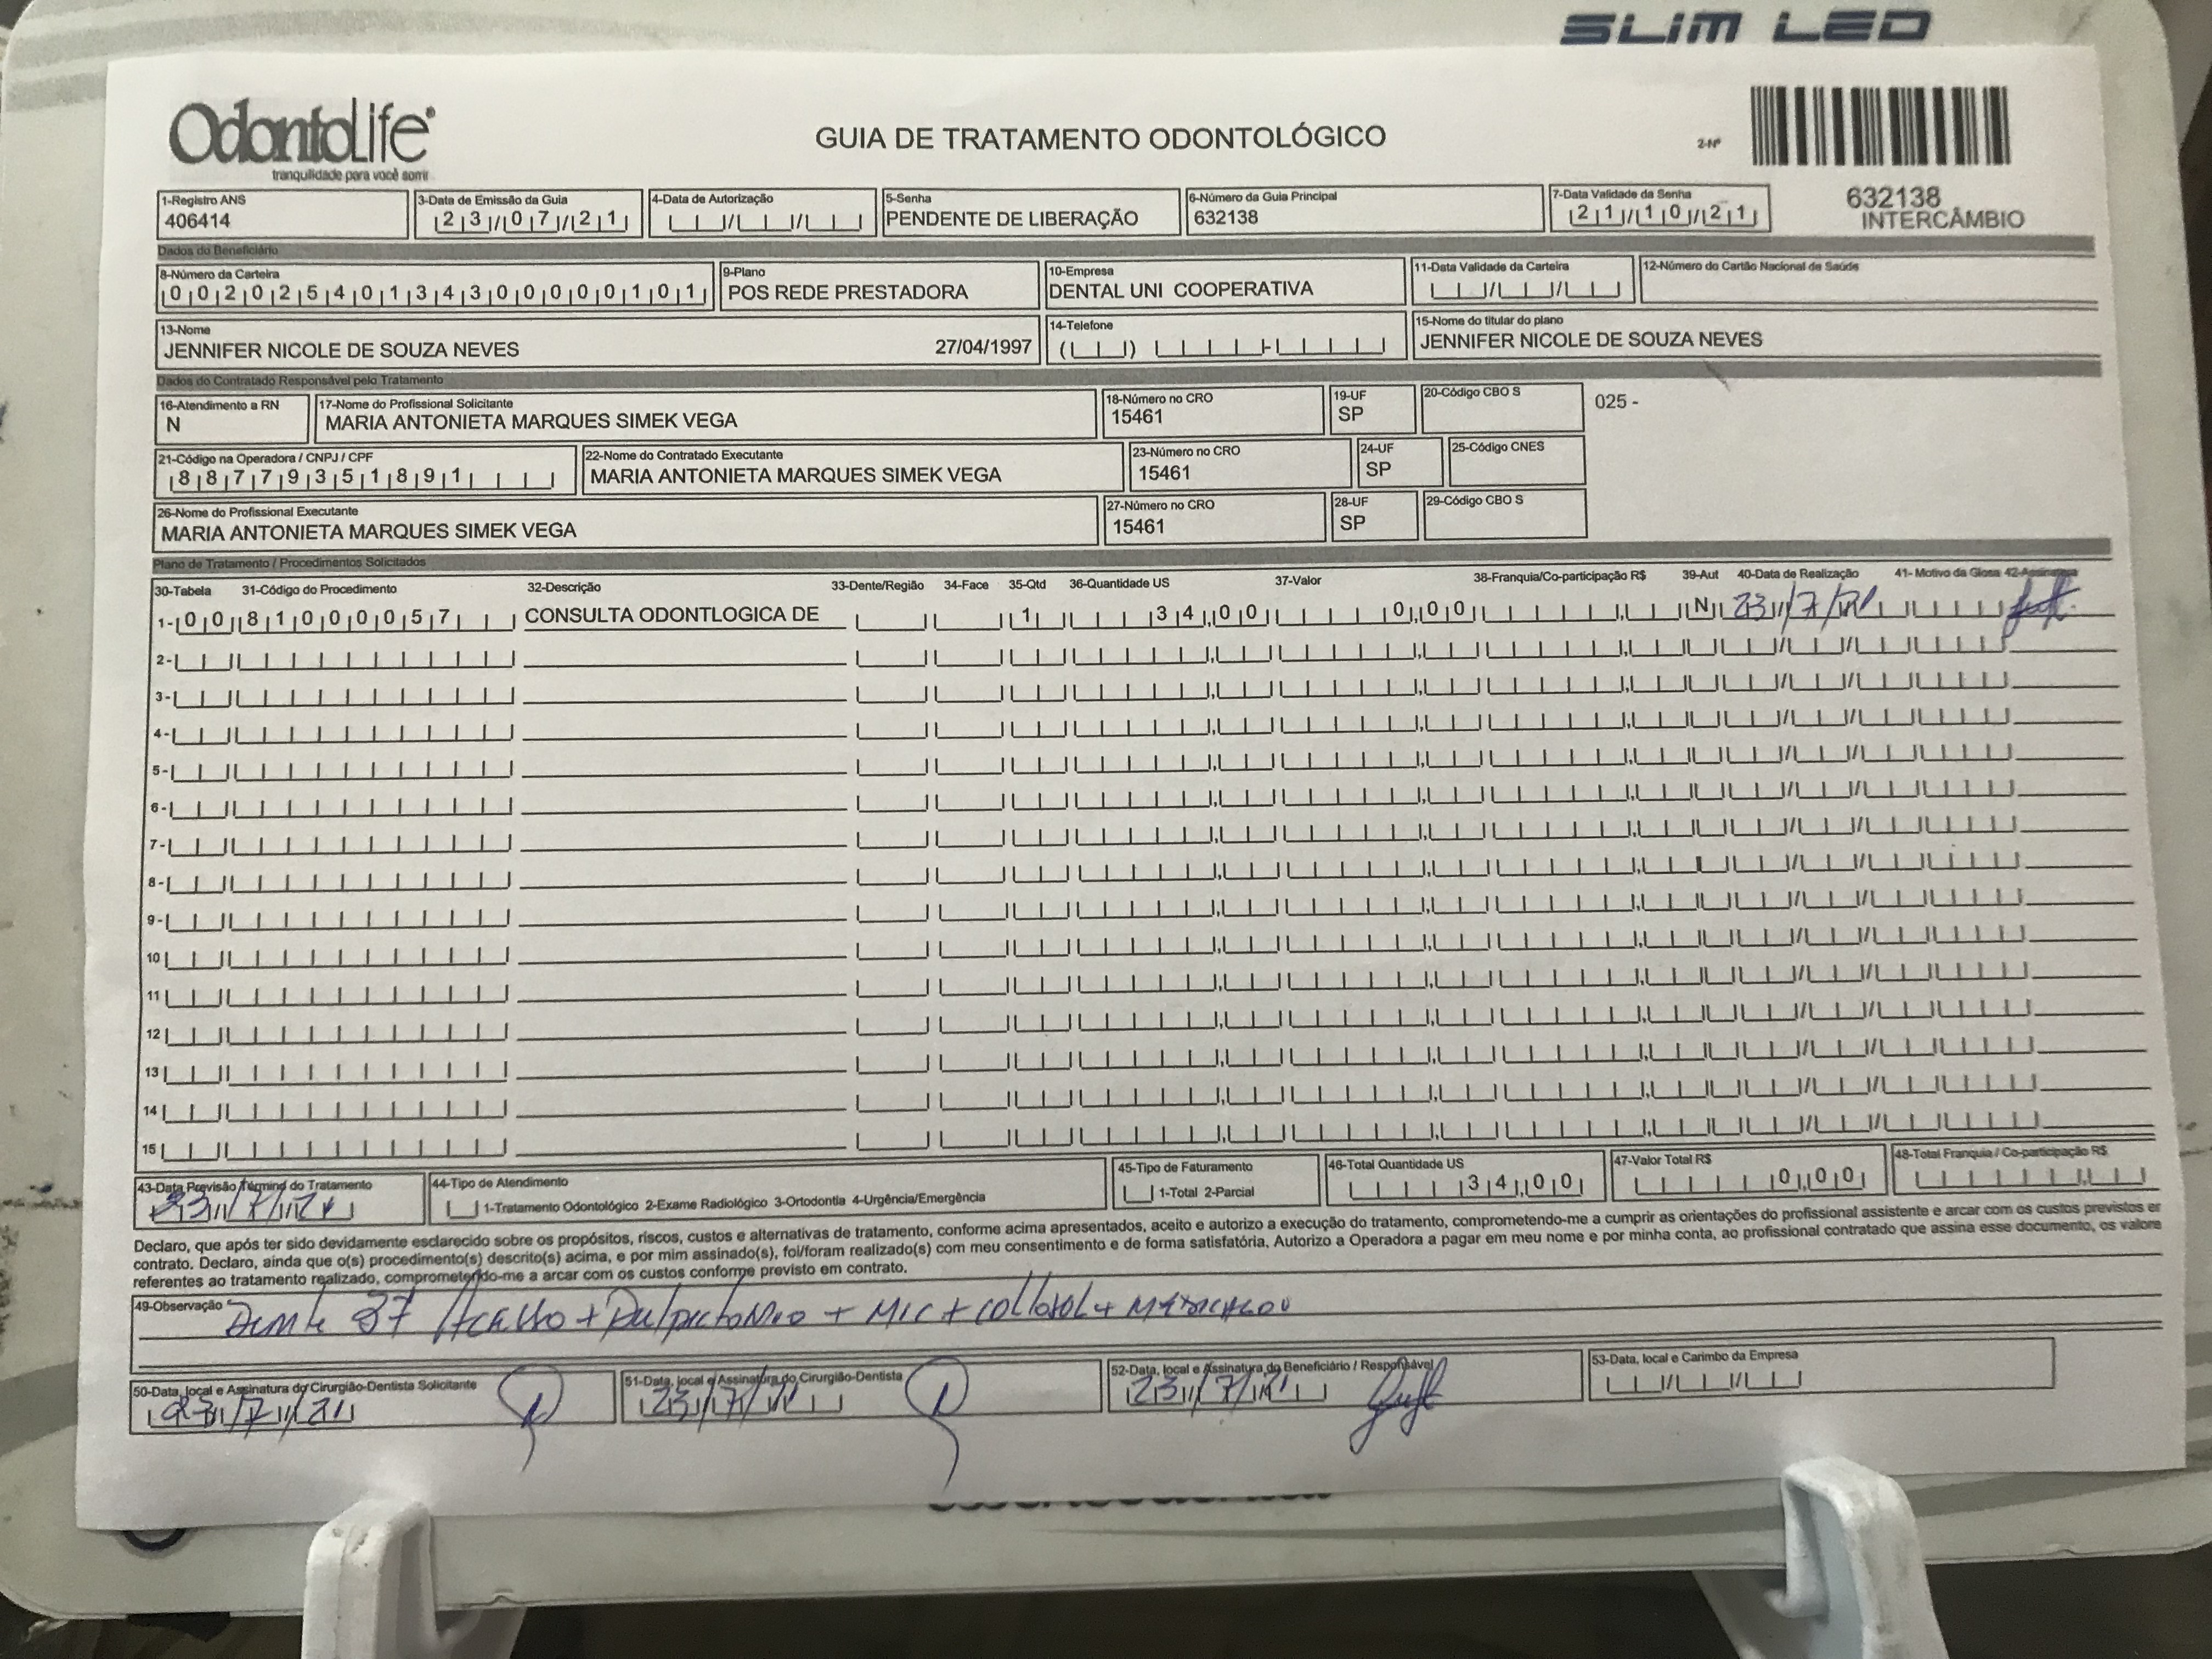 SLIM LED
OdontoLife®
tranquilidade para você sorrir
GUIA DE TRATAMENTO ODONTOLÓGICO
2-Nº
632138
INTERCÂMBIO
1-Registro ANS
406414
3-Data de Emissão da Guia
23/07/21
4-Data de Autorização
5-Senha
PENDENTE DE LIBERAÇÃO
6-Número da Guia Principal
632138
7-Data Validade da Senha
21/10/21
Dados do Beneficiário
8-Número da Carteira
00202540134300000101
9-Plano
POS REDE PRESTADORA
10-Empresa
DENTAL UNI COOPERATIVA
11-Data Validade da Carteira
12-Número do Cartão Nacional de Saúde
13-Nome
JENNIFER NICOLE DE SOUZA NEVES 27/04/1997
14-Telefone
15-Nome do titular do plano
JENNIFER NICOLE DE SOUZA NEVES
Dados do Contratado Responsável pelo Tratamento
16-Atendimento a RN
N
17-Nome do Profissional Solicitante
MARIA ANTONIETA MARQUES SIMEK VEGA
18-Número no CRO
15461
19-UF
SP
20-Código CBO S
025 -
21-Código na Operadora / CNPJ / CPF
88779351891
22-Nome do Contratado Executante
MARIA ANTONIETA MARQUES SIMEK VEGA
23-Número no CRO
15461
24-UF
SP
25-Código CNES
26-Nome do Profissional Executante
MARIA ANTONIETA MARQUES SIMEK VEGA
27-Número no CRO
15461
28-UF
SP
29-Código CBO S
Plano de Tratamento / Procedimentos Solicitados
30-Tabela 31-Código do Procedimento 32-Descrição 33-Dente/Região 34-Face 35-Qtd 36-Quantidade US 37-Valor 38-Franquia/Co-participação R$ 39-Aut 40-Data de Realização 41- Motivo da Glosa 42-Assinatura
1- 00 81000057 CONSULTA ODONTLOGICA DE 1 34,00 0,00 N 23/7/21
2-
3-
4-
5-
6-
7-
8-
9-
10
11
12
13
14
15
43-Data Previsão Término do Tratamento
23/7/21
44-Tipo de Atendimento
1-Tratamento Odontológico 2-Exame Radiológico 3-Ortodontia 4-Urgência/Emergência
45-Tipo de Faturamento
1-Total 2-Parcial
46-Total Quantidade US
34,00
47-Valor Total R$
0,00
48-Total Franquia / Co-participação R$
Declaro, que após ter sido devidamente esclarecido sobre os propósitos, riscos, custos e alternativas de tratamento, conforme acima apresentados, aceito e autorizo a execução do tratamento, comprometendo-me a cumprir as orientações do profissional assistente e arcar com os custos previstos er
contrato. Declaro, ainda que o(s) procedimento(s) descrito(s) acima, e por mim assinado(s), foi/foram realizado(s) com meu consentimento e de forma satisfatória. Autorizo a Operadora a pagar em meu nome e por minha conta, ao profissional contratado que assina esse documento, os valore
referentes ao tratamento realizado, comprometendo-me a arcar com os custos conforme previsto em contrato.
49-Observação
Dente 37 + + MIC + +
50-Data, local e Assinatura do Cirurgião-Dentista Solicitante
23/7/21
51-Data, local e Assinatura do Cirurgião-Dentista
23/7/21
52-Data, local e Assinatura do Beneficiário / Responsável
23/7/21
53-Data, local e Carimbo da Empresa